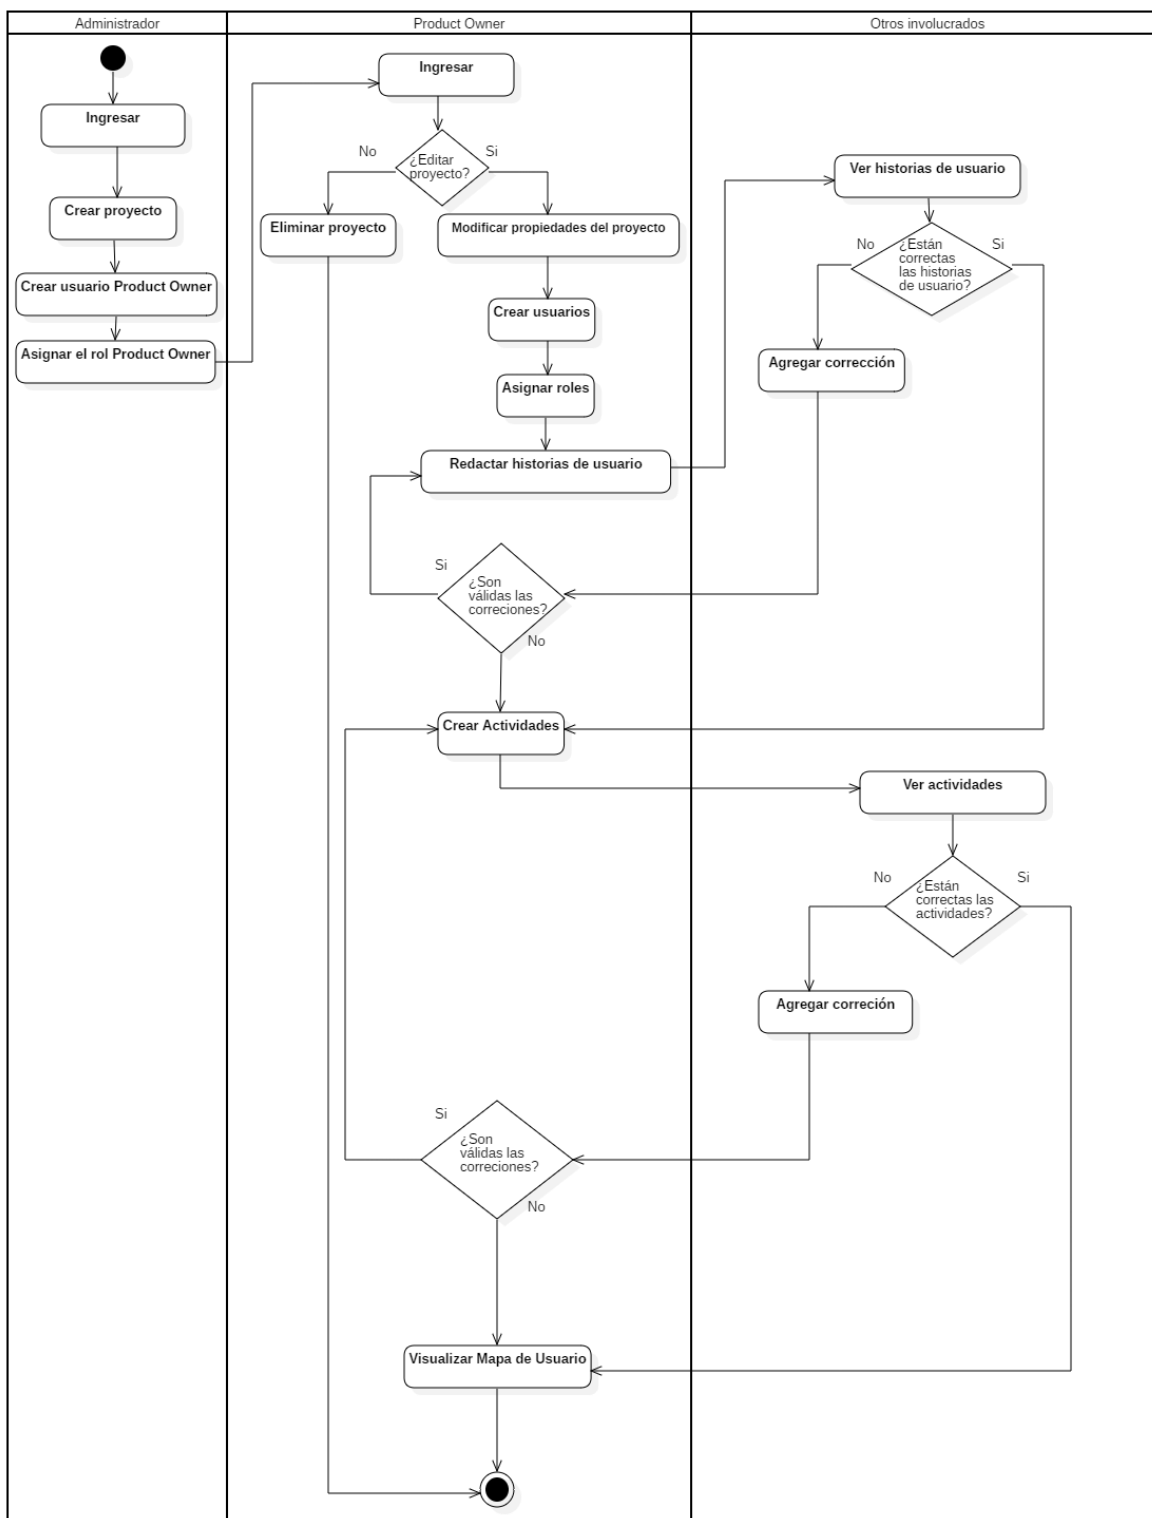 Administrador
Product Owner
Otros involucrados
Ingresar
Crear proyecto
Crear usuario Product Owner
Asignar el rol Product Owner
Ingresar
¿Editar
proyecto?
No
Si
Eliminar proyecto
Modificar propiedades del proyecto
Crear usuarios
Asignar roles
Redactar historias de usuario
Ver historias de usuario
¿Están
correctas
las historias
de usuario?
No
Si
Agregar corrección
Si
¿Son
válidas las
correciones?
No
Crear Actividades
Ver actividades
No
Si
¿Están
correctas las
actividades?
Agregar correción
Si
¿Son
válidas las
correciones?
No
Visualizar Mapa de Usuario